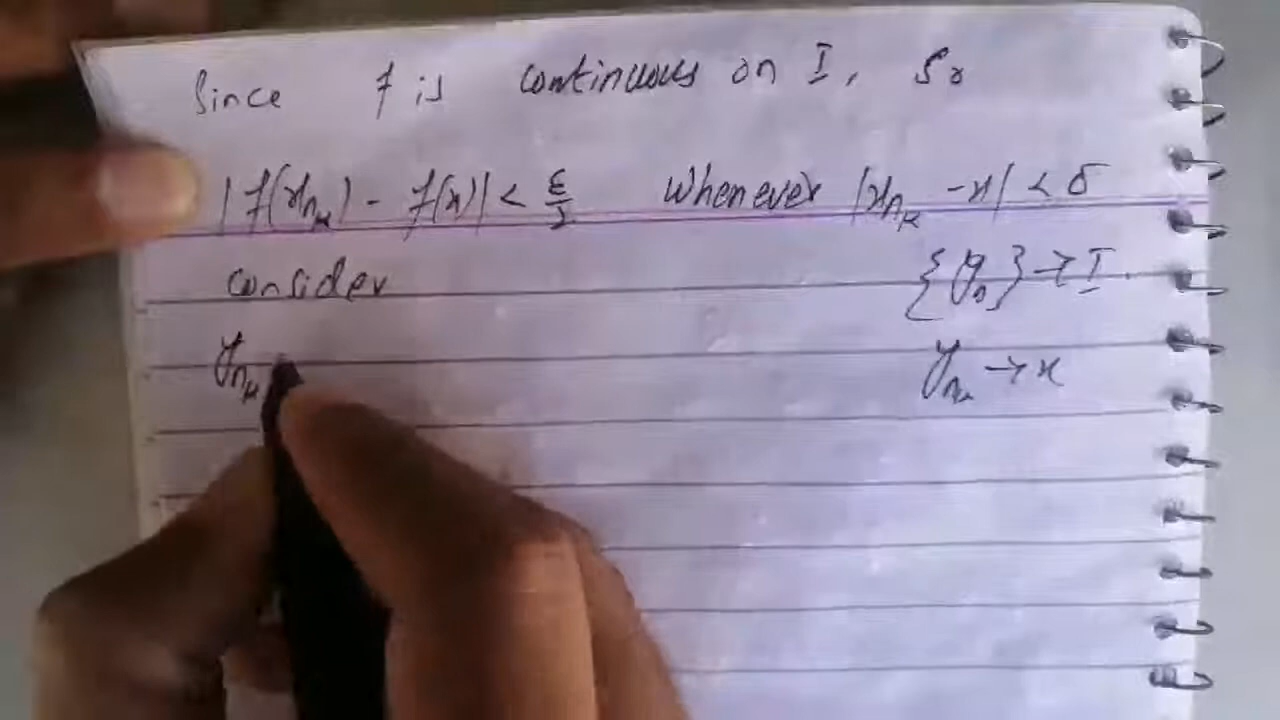 Since f is continuous on I, So
|f(x_{n_k}) - f(x)| < ε/2 Whenever |x_{n_k} - x| < δ
consider {y_n} → I.
y_{n_k} y_{n_k} → x